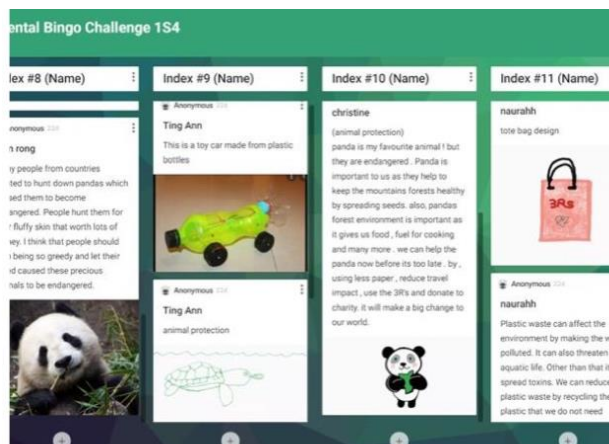 ental Bingo Challenge 1S4
Index #8 (Name)
Anonymous
rong
people from countries
to hunt down pandas which
them to become
People hunt them for
fluffy skin that worth lots of
I think that people should
being so greedy and let their
caused these precious
to be endangered.
Index #9 (Name)
Anonymous
Ting Ann
This is a toy car made from plastic
bottles
Anonymous
Ting Ann
animal protection
Index #10 (Name)
christine
(animal protection)
panda is my favourite animal ! but
they are endangered . Panda is
important to us as they help to
keep the mountains forests healthy
by spreading seeds. also, pandas
forest environment is important as
it gives us food , fuel for cooking
and many more . we can help the
panda now before its too late . by ,
using less paper , reduce travel
impact , use the 3R's and donate to
charity. it will make a big change to
our world.
Index #11 (Name)
naurahh
tote bag design
3RS
Anonymous
naurahh
Plastic waste can affect the
environment by making the w
polluted. It can also threaten
aquatic life. Other than that it
spread toxins. We can reduce
plastic waste by recycling the
plastic that we do not need